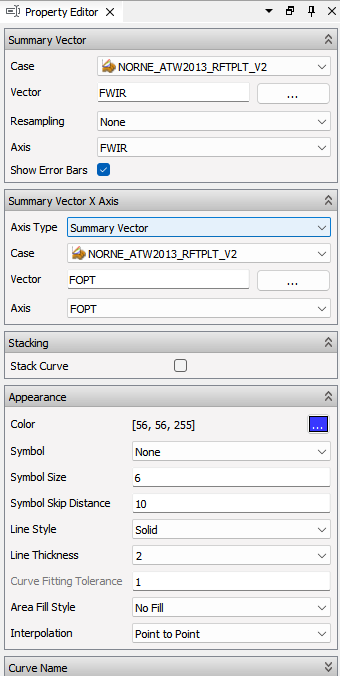 Property Editor
Summary Vector
Case NORNE_ATW2013_RFTPLT_V2
Vector FWIR ...
Resampling None
Axis FWIR
Show Error Bars
Summary Vector X Axis
Axis Type Summary Vector
Case NORNE_ATW2013_RFTPLT_V2
Vector FOPT ...
Axis FOPT
Stacking
Stack Curve
Appearance
Color [56, 56, 255] ...
Symbol None
Symbol Size 6
Symbol Skip Distance 10
Line Style Solid
Line Thickness 2
Curve Fitting Tolerance 1
Area Fill Style No Fill
Interpolation Point to Point
Curve Name